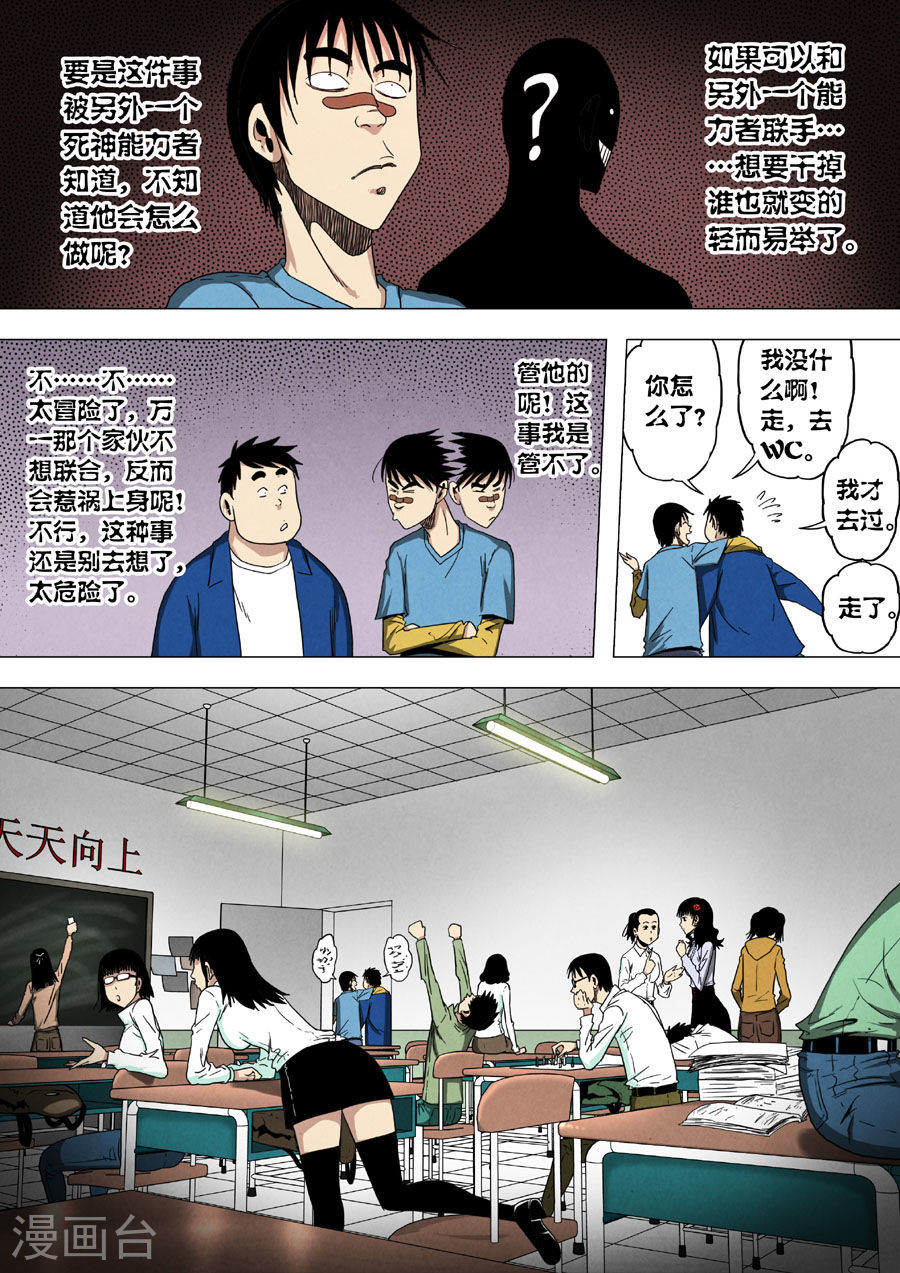 如果可以和
另外一个能
力者联手…
…想要干掉
谁也就变的
轻而易举了。
要是这件事
被另外一个
死神能力者
知道，不知
道他会怎么
做呢？
不……不……
太冒险了，万
一那个家伙不
想联合，反而
会惹祸上身呢！
不行，这种事
还是别去想了，
太危险了。
管他的
呢！这
事我是
管不了。
你怎
么了？
我没什
么啊！
走，去
WC。
我才
去过。
走了。
天天向上
漫画台